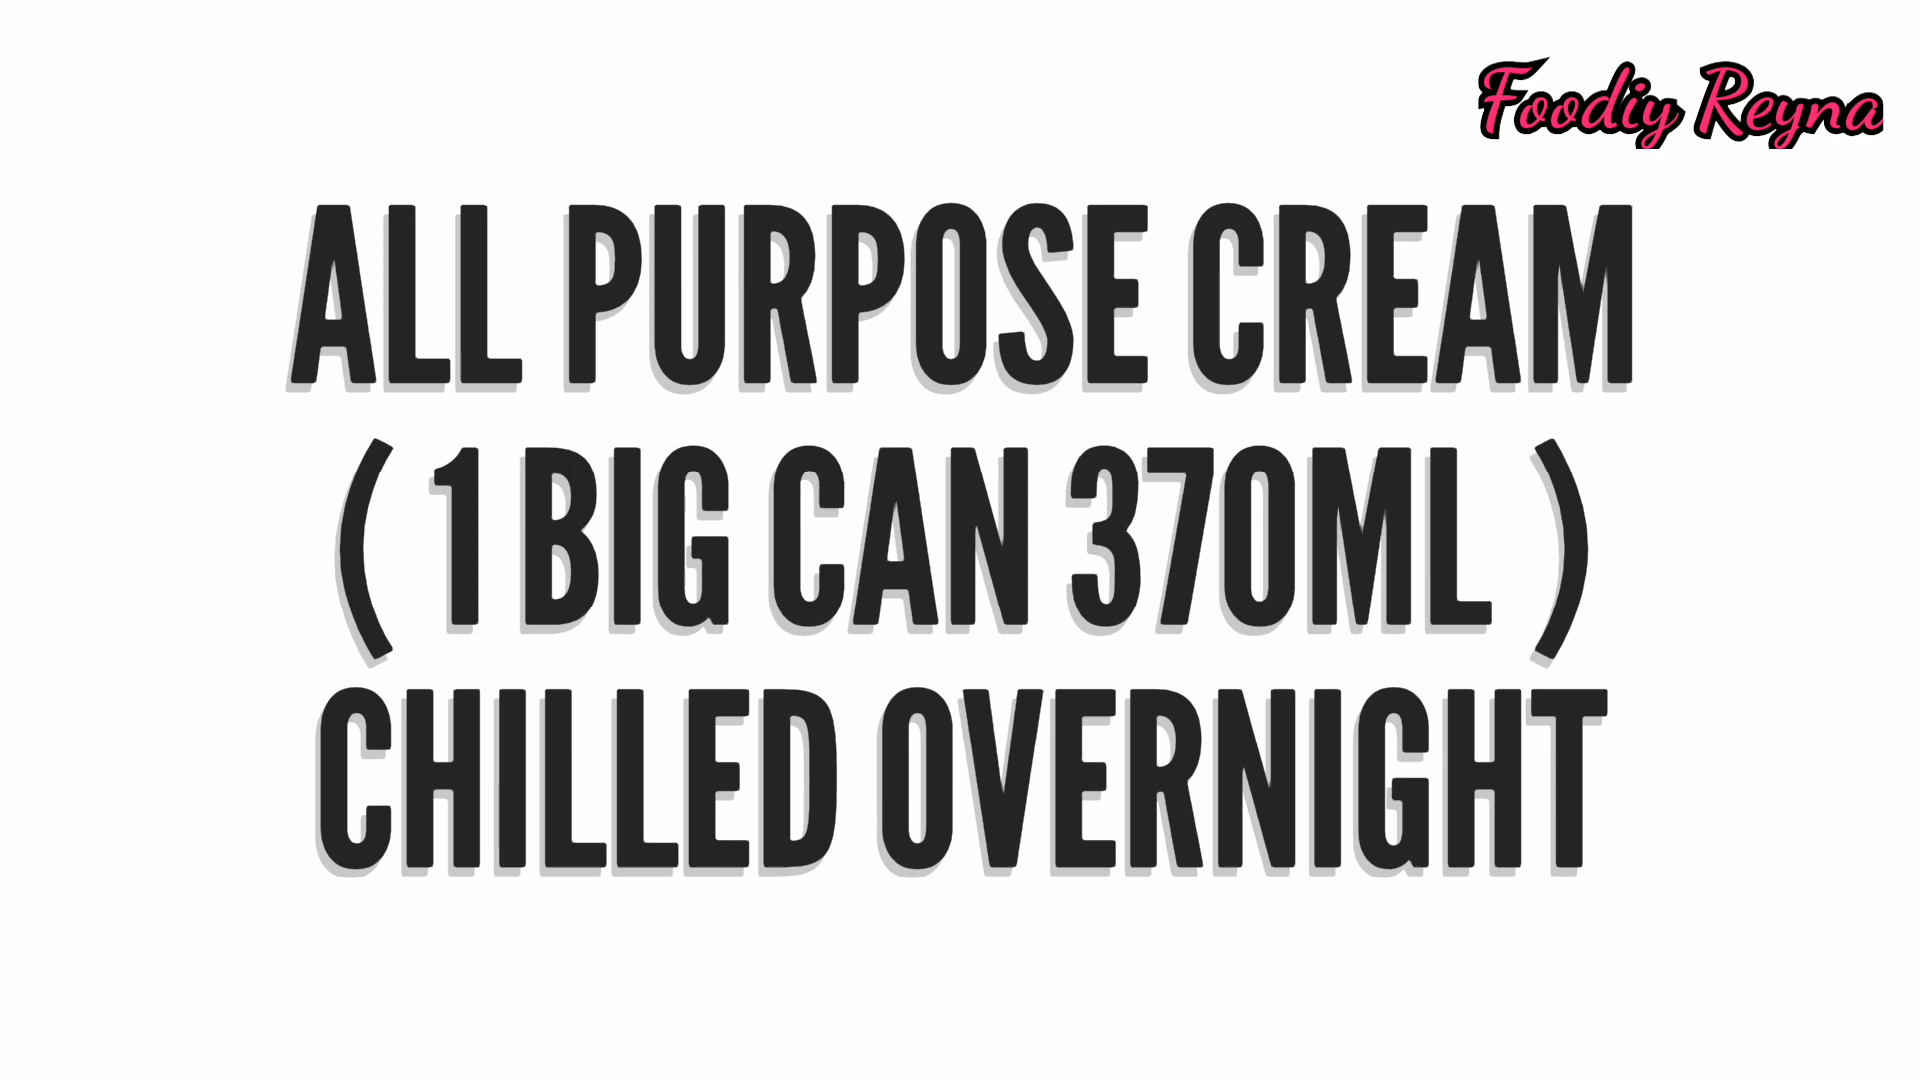 Foodiy Reyna
ALL PURPOSE CREAM
( 1 BIG CAN 370ML )
CHILLED OVERNIGHT